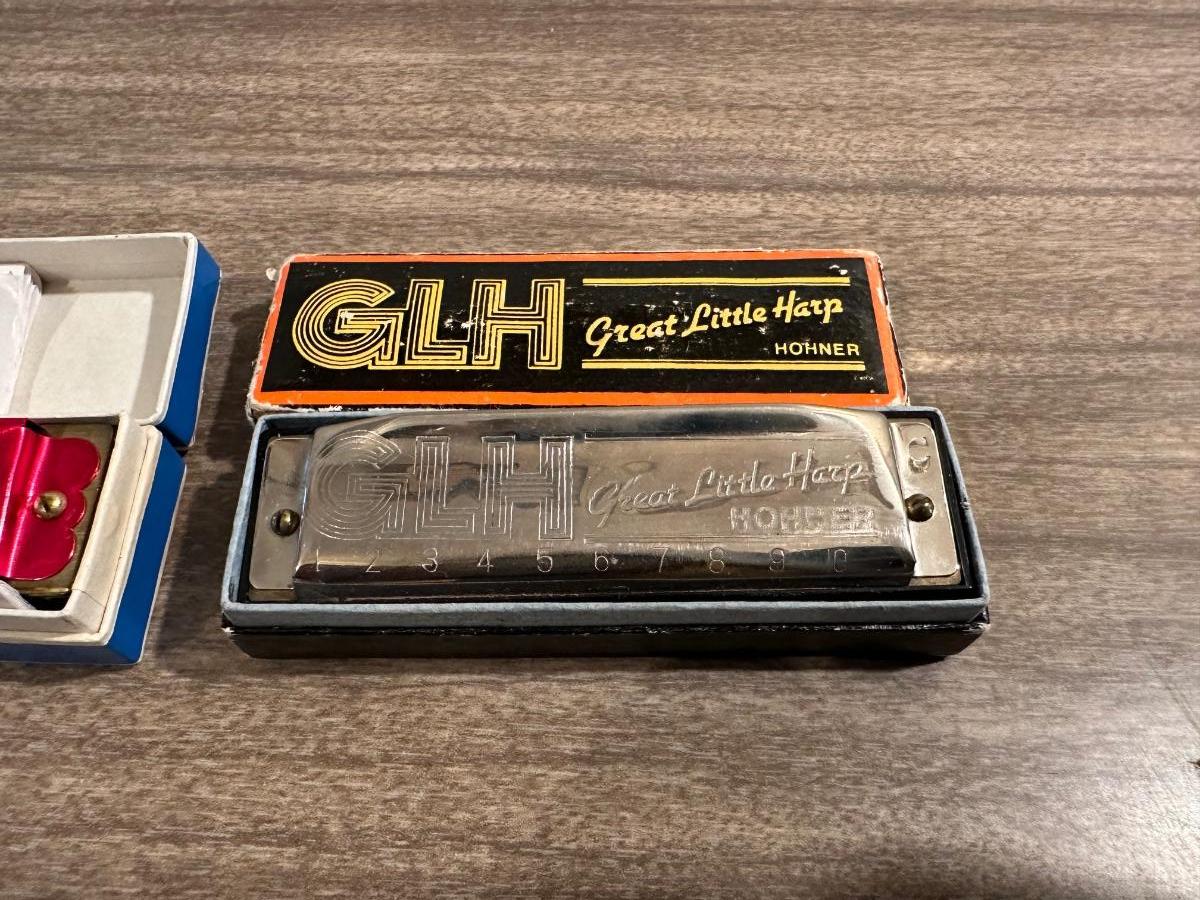 GLH
Great Little Harp
HOHNER
GLH
Great Little Harp
HOHNER
C
1 2 3 4 5 6 7 8 9 10